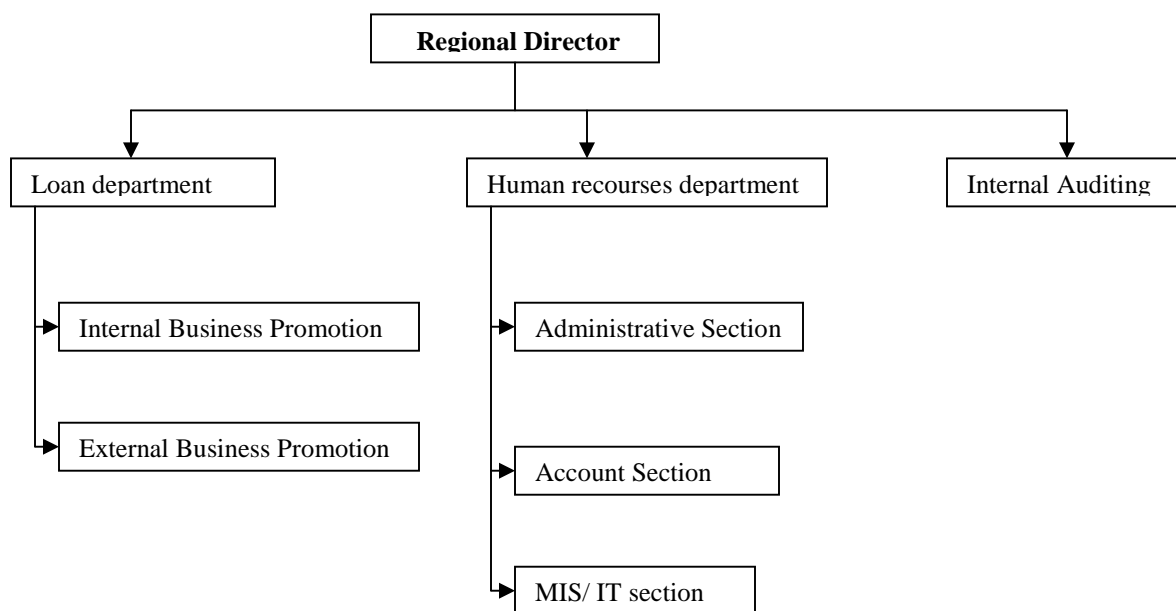 Regional Director
Loan department
Human recourses department
Internal Auditing
Internal Business Promotion
Administrative Section
External Business Promotion
Account Section
MIS/ IT section